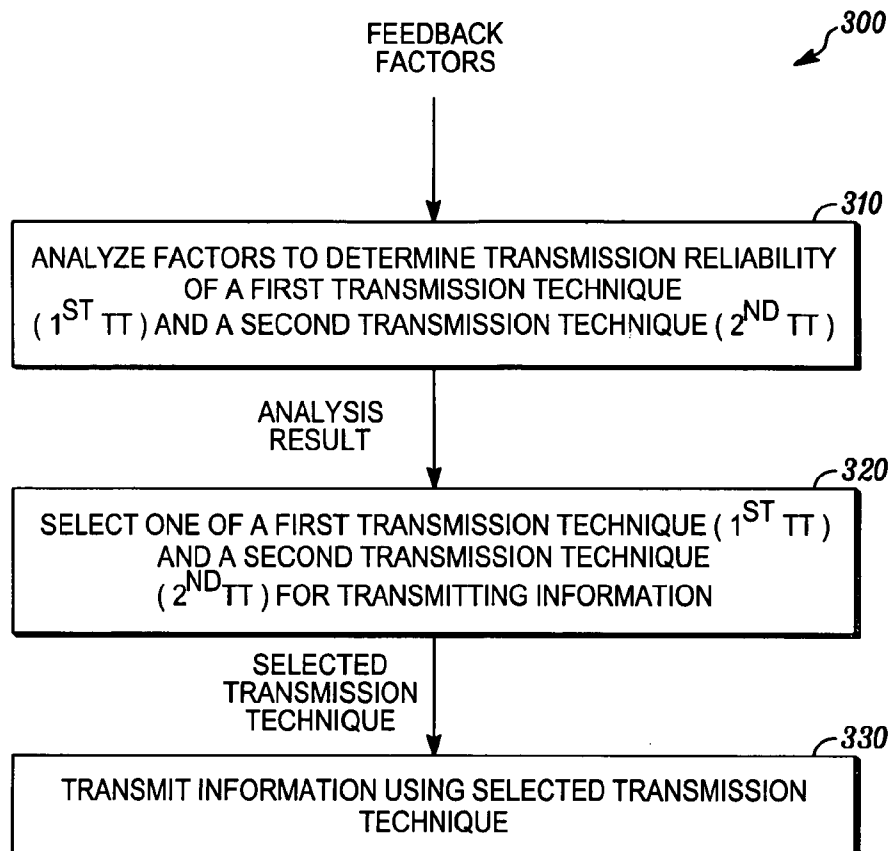 FEEDBACK
FACTORS
300
310
ANALYZE FACTORS TO DETERMINE TRANSMISSION RELIABILITY
OF A FIRST TRANSMISSION TECHNIQUE
( 1ST TT ) AND A SECOND TRANSMISSION TECHNIQUE ( 2ND TT )
ANALYSIS
RESULT
320
SELECT ONE OF A FIRST TRANSMISSION TECHNIQUE ( 1ST TT )
AND A SECOND TRANSMISSION TECHNIQUE
( 2ND TT ) FOR TRANSMITTING INFORMATION
SELECTED
TRANSMISSION
TECHNIQUE
330
TRANSMIT INFORMATION USING SELECTED TRANSMISSION
TECHNIQUE